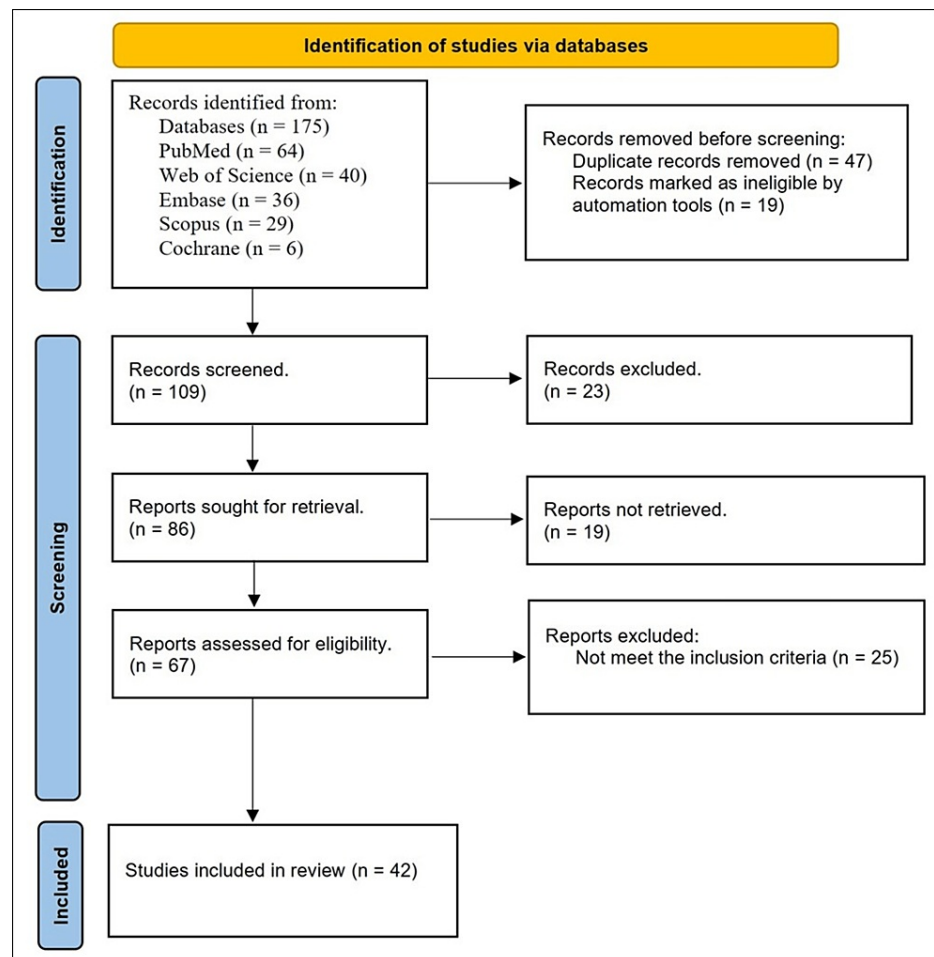 Identification of studies via databases
Identification
Records identified from:
Databases (n = 175)
PubMed (n = 64)
Web of Science (n = 40)
Embase (n = 36)
Scopus (n = 29)
Cochrane (n = 6)
Records removed before screening:
Duplicate records removed (n = 47)
Records marked as ineligible by
automation tools (n = 19)
Screening
Records screened.
(n = 109)
Records excluded.
(n = 23)
Reports sought for retrieval.
(n = 86)
Reports not retrieved.
(n = 19)
Reports assessed for eligibility.
(n = 67)
Reports excluded:
Not meet the inclusion criteria (n = 25)
Included
Studies included in review (n = 42)